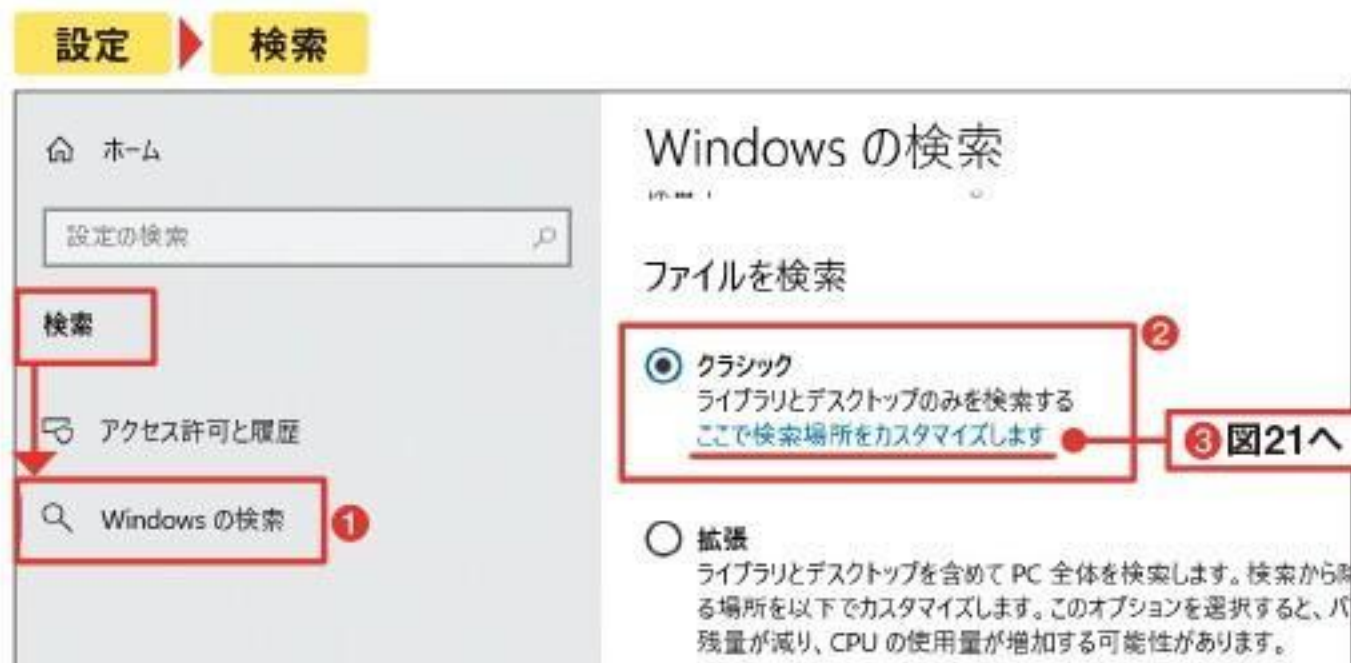 設定 ▶ 検索
ホーム
設定の検索
検索
アクセス許可と履歴
Windows の検索 ❶
Windows の検索
ファイルを検索
クラシック ❷
ライブラリとデスクトップのみを検索する
ここで検索場所をカスタマイズします ❸図21へ
拡張
ライブラリとデスクトップを含めて PC 全体を検索します。検索から
る場所を以下でカスタマイズします。このオプションを選択すると、バ
残量が減り、CPU の使用量が増加する可能性があります。